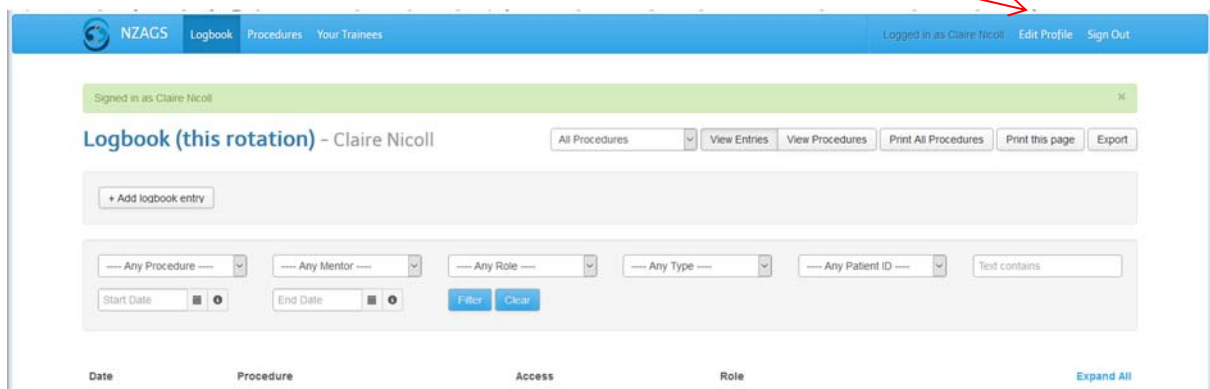 NZAGS Logbook Procedures Your Trainees Logged in as Claire Nicoll Edit Profile Sign Out
Signed in as Claire Nicoll ×
Logbook (this rotation) - Claire Nicoll All Procedures View Entries View Procedures Print All Procedures Print this page Export
+ Add logbook entry
---- Any Procedure ---- ---- Any Mentor ---- ---- Any Role ---- ---- Any Type ---- ---- Any Patient ID ---- Text contains
Start Date End Date Filter Clear
Date Procedure Access Role Expand All